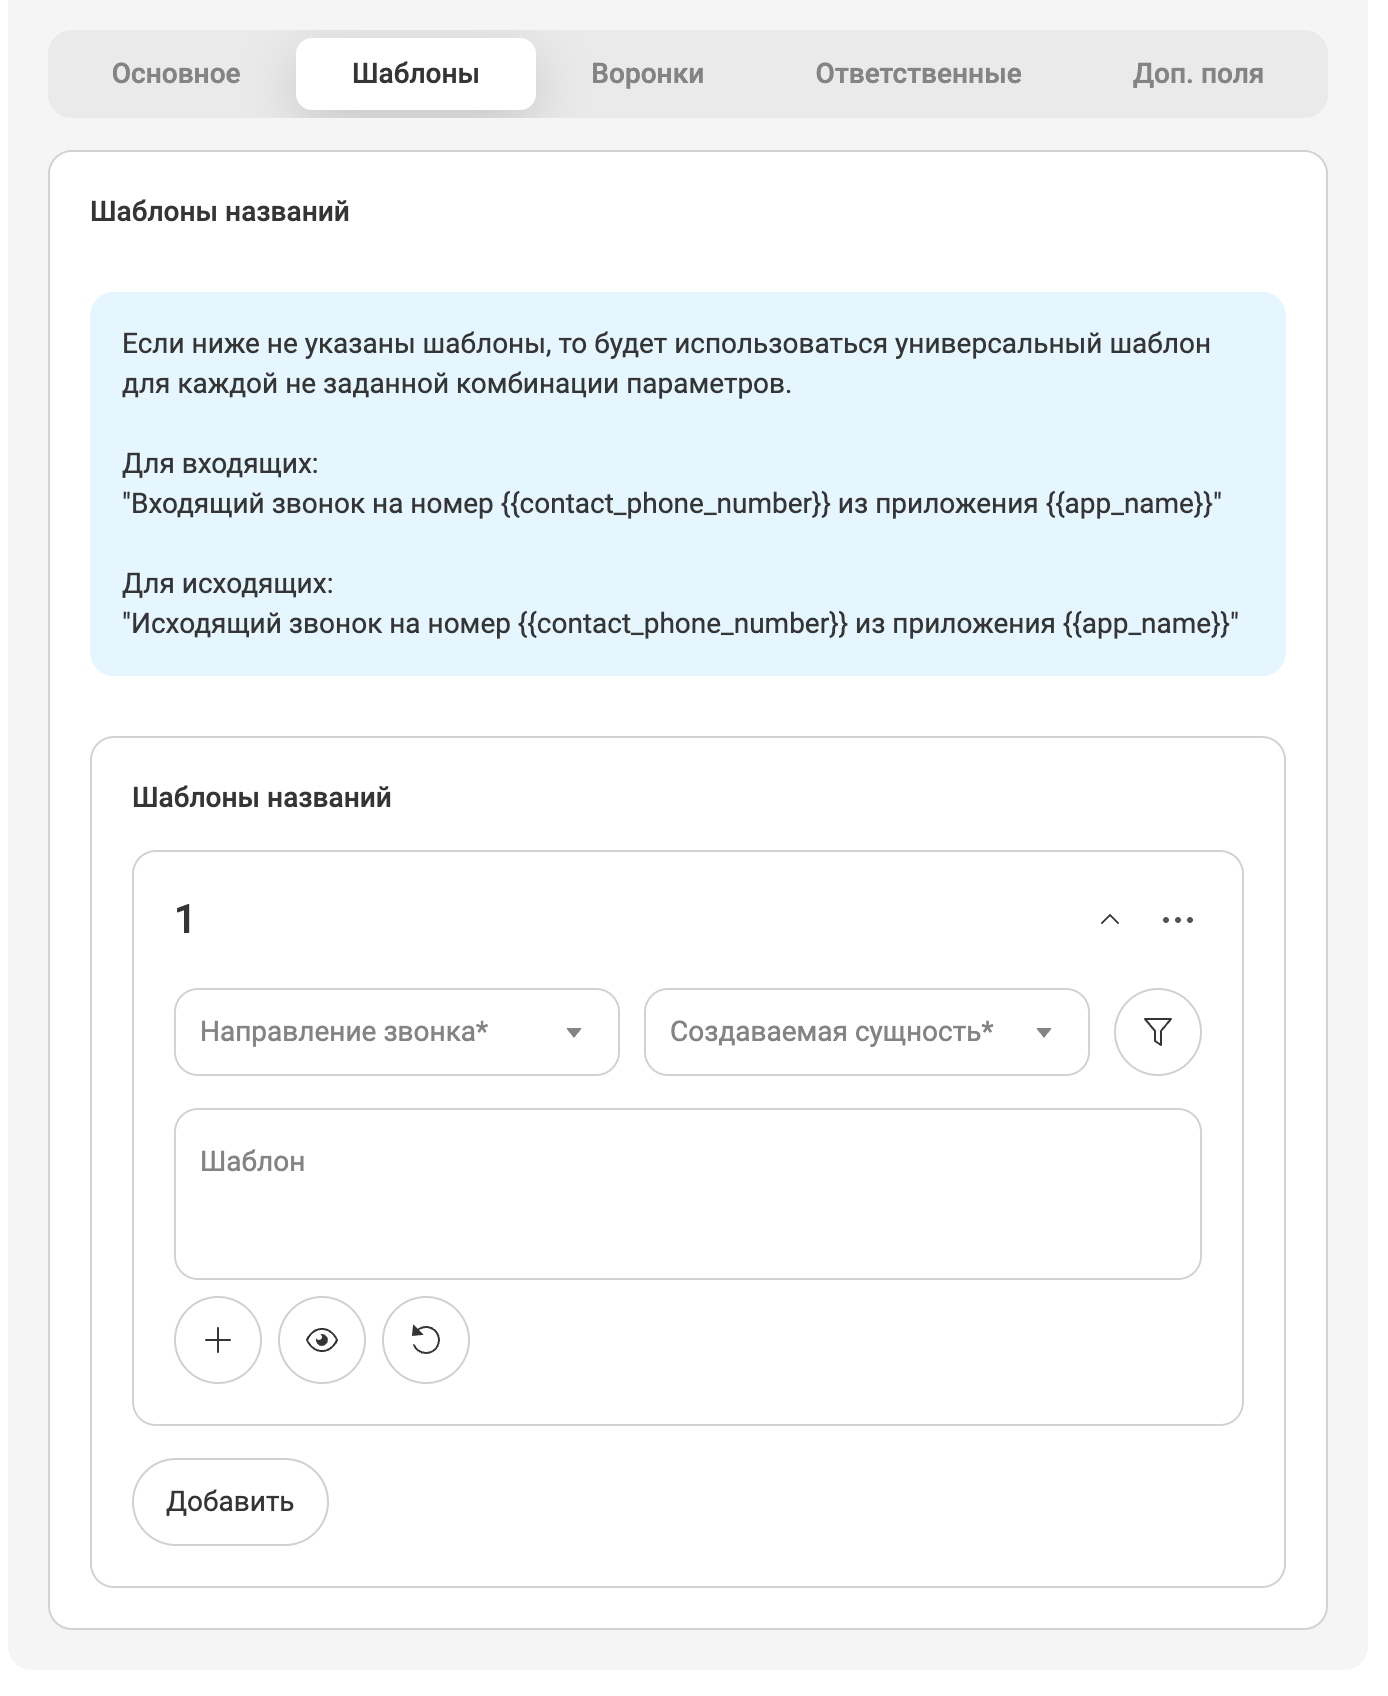 Основное Шаблоны Воронки Ответственные Доп. поля
Шаблоны названий
Если ниже не указаны шаблоны, то будет использоваться универсальный шаблон
для каждой не заданной комбинации параметров.
Для входящих:
"Входящий звонок на номер {{contact_phone_number}} из приложения {{app_name}}"
Для исходящих:
"Исходящий звонок на номер {{contact_phone_number}} из приложения {{app_name}}"
Шаблоны названий
1
Направление звонка* Создаваемая сущность*
Шаблон
Добавить